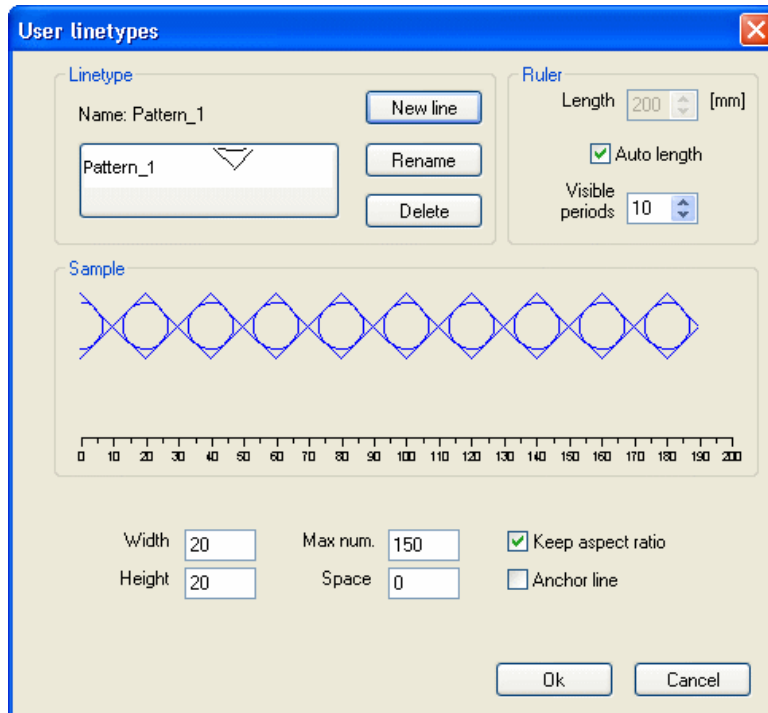 User linetypes
Linetype
Name: Pattern_1
New line
Pattern_1
Rename
Delete
Ruler
Length 200 [mm]
Auto length
Visible periods 10
Sample
0 10 20 30 40 50 60 70 80 90 100 110 120 130 140 150 160 170 180 190 200
Width 20 Max num. 150 Keep aspect ratio
Height 20 Space 0 Anchor line
Ok Cancel